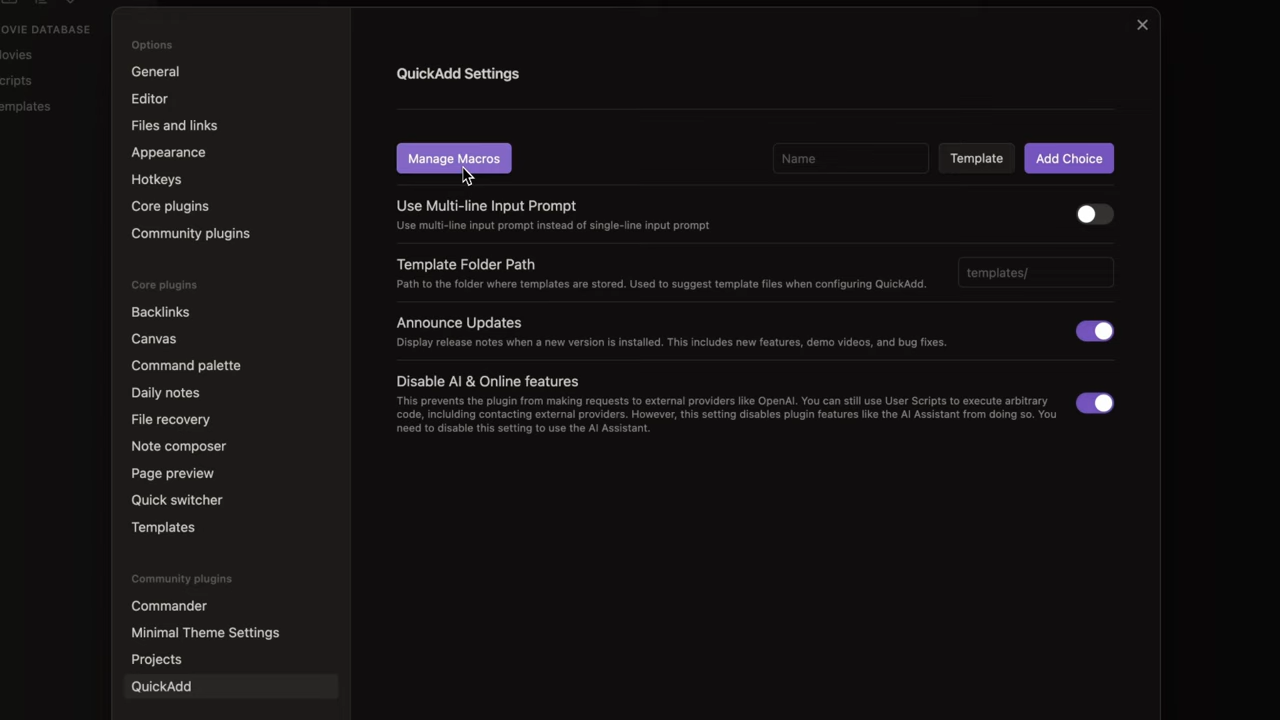 OVIE DATABASE
ovies
cripts
emplates
Options
General
Editor
Files and links
Appearance
Hotkeys
Core plugins
Community plugins
Core plugins
Backlinks
Canvas
Command palette
Daily notes
File recovery
Note composer
Page preview
Quick switcher
Templates
Community plugins
Commander
Minimal Theme Settings
Projects
QuickAdd
QuickAdd Settings
Manage Macros
Name
Template
Add Choice
Use Multi-line Input Prompt
Use multi-line input prompt instead of single-line input prompt
Template Folder Path
Path to the folder where templates are stored. Used to suggest template files when configuring QuickAdd.
templates/
Announce Updates
Display release notes when a new version is installed. This includes new features, demo videos, and bug fixes.
Disable AI & Online features
This prevents the plugin from making requests to external providers like OpenAI. You can still use User Scripts to execute arbitrary
code, including contacting external providers. However, this setting disables plugin features like the AI Assistant from doing so. You
need to disable this setting to use the AI Assistant.